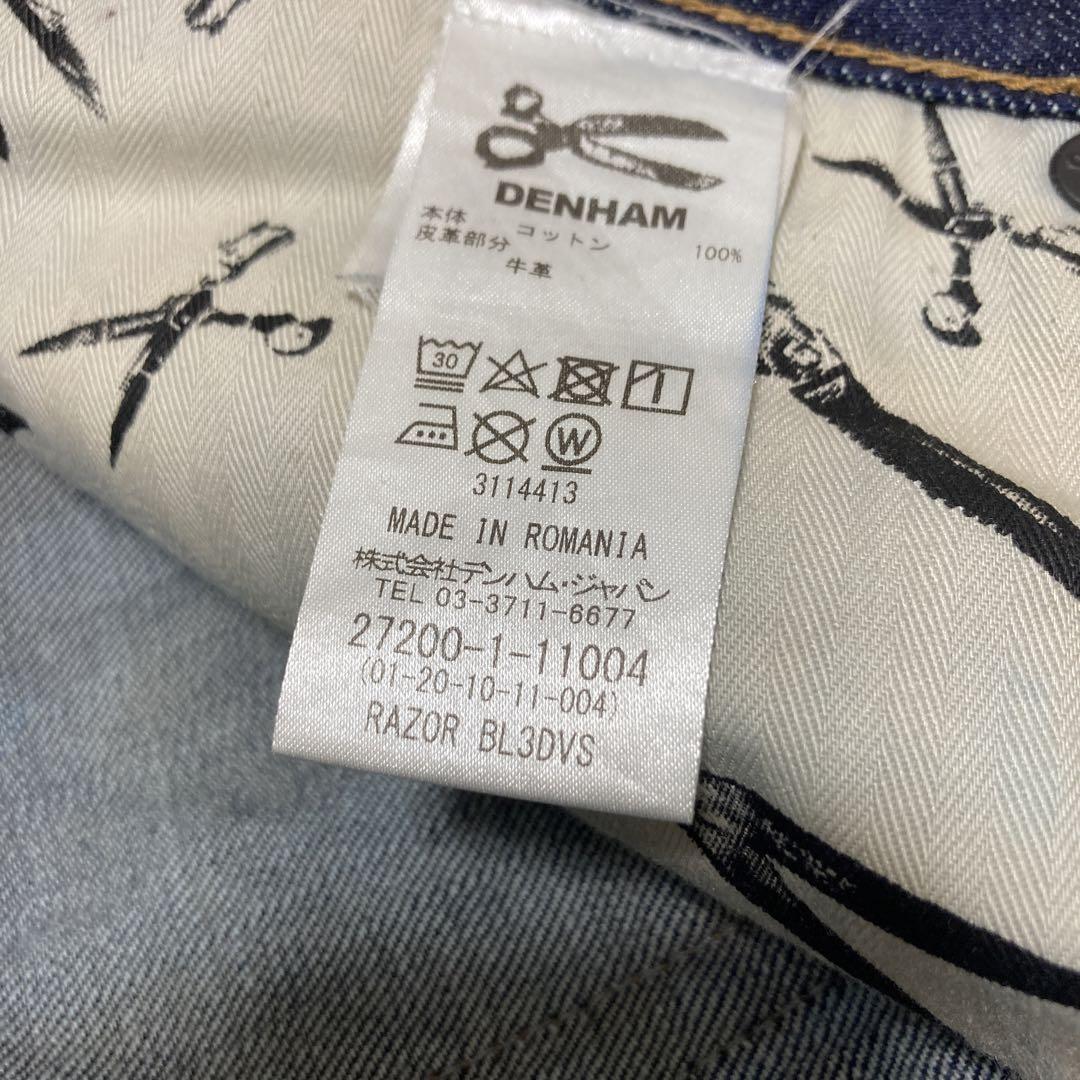 DENHAM
本体 コットン 100%
皮革部分 牛革
30
W
3114413
MADE IN ROMANIA
株式会社デンハム・ジャパン
TEL 03-3711-6677
27200-1-11004
(01-20-10-11-004)
RAZOR BL3DVS